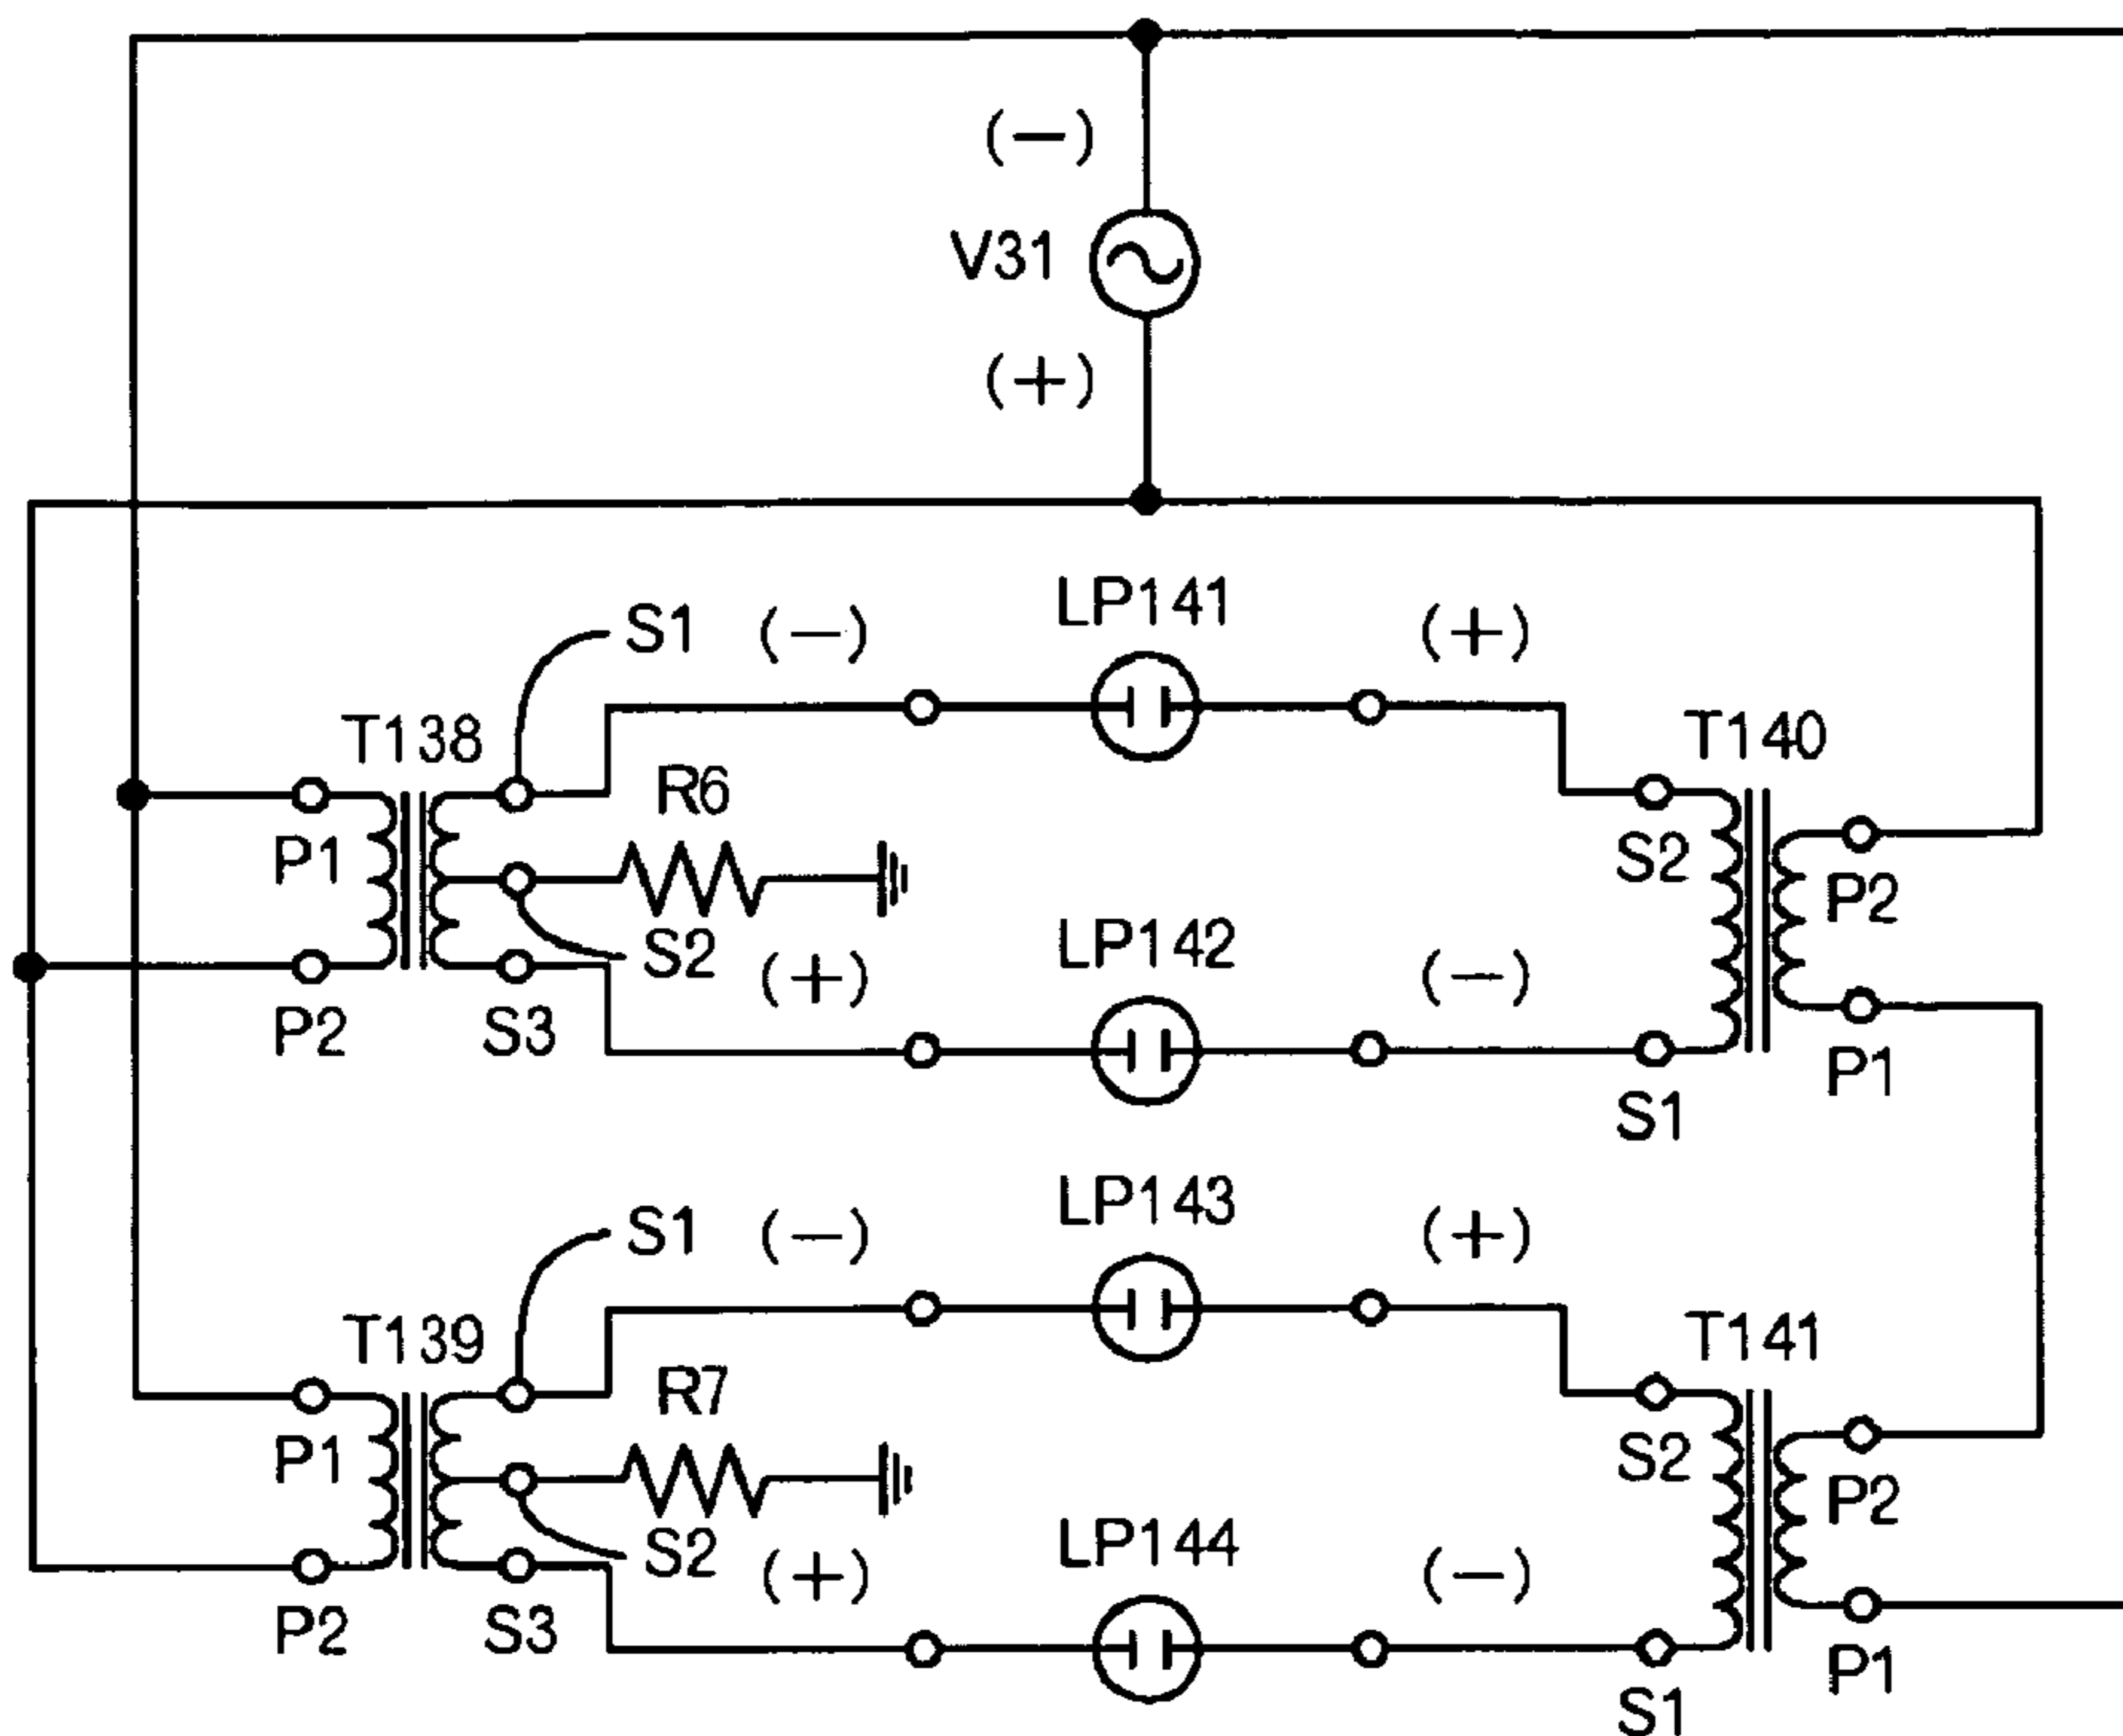 (−)
V31
(+)
S1 (−) LP141 (+)
T138 T140
R6
P1 S2 P2
S2 (+) LP142 (−)
P2 S3 P1
S1
S1 (−) LP143 (+)
T139 T141
R7
P1 S2 P2
S2 (+) LP144 (−)
P2 S3 P1
S1